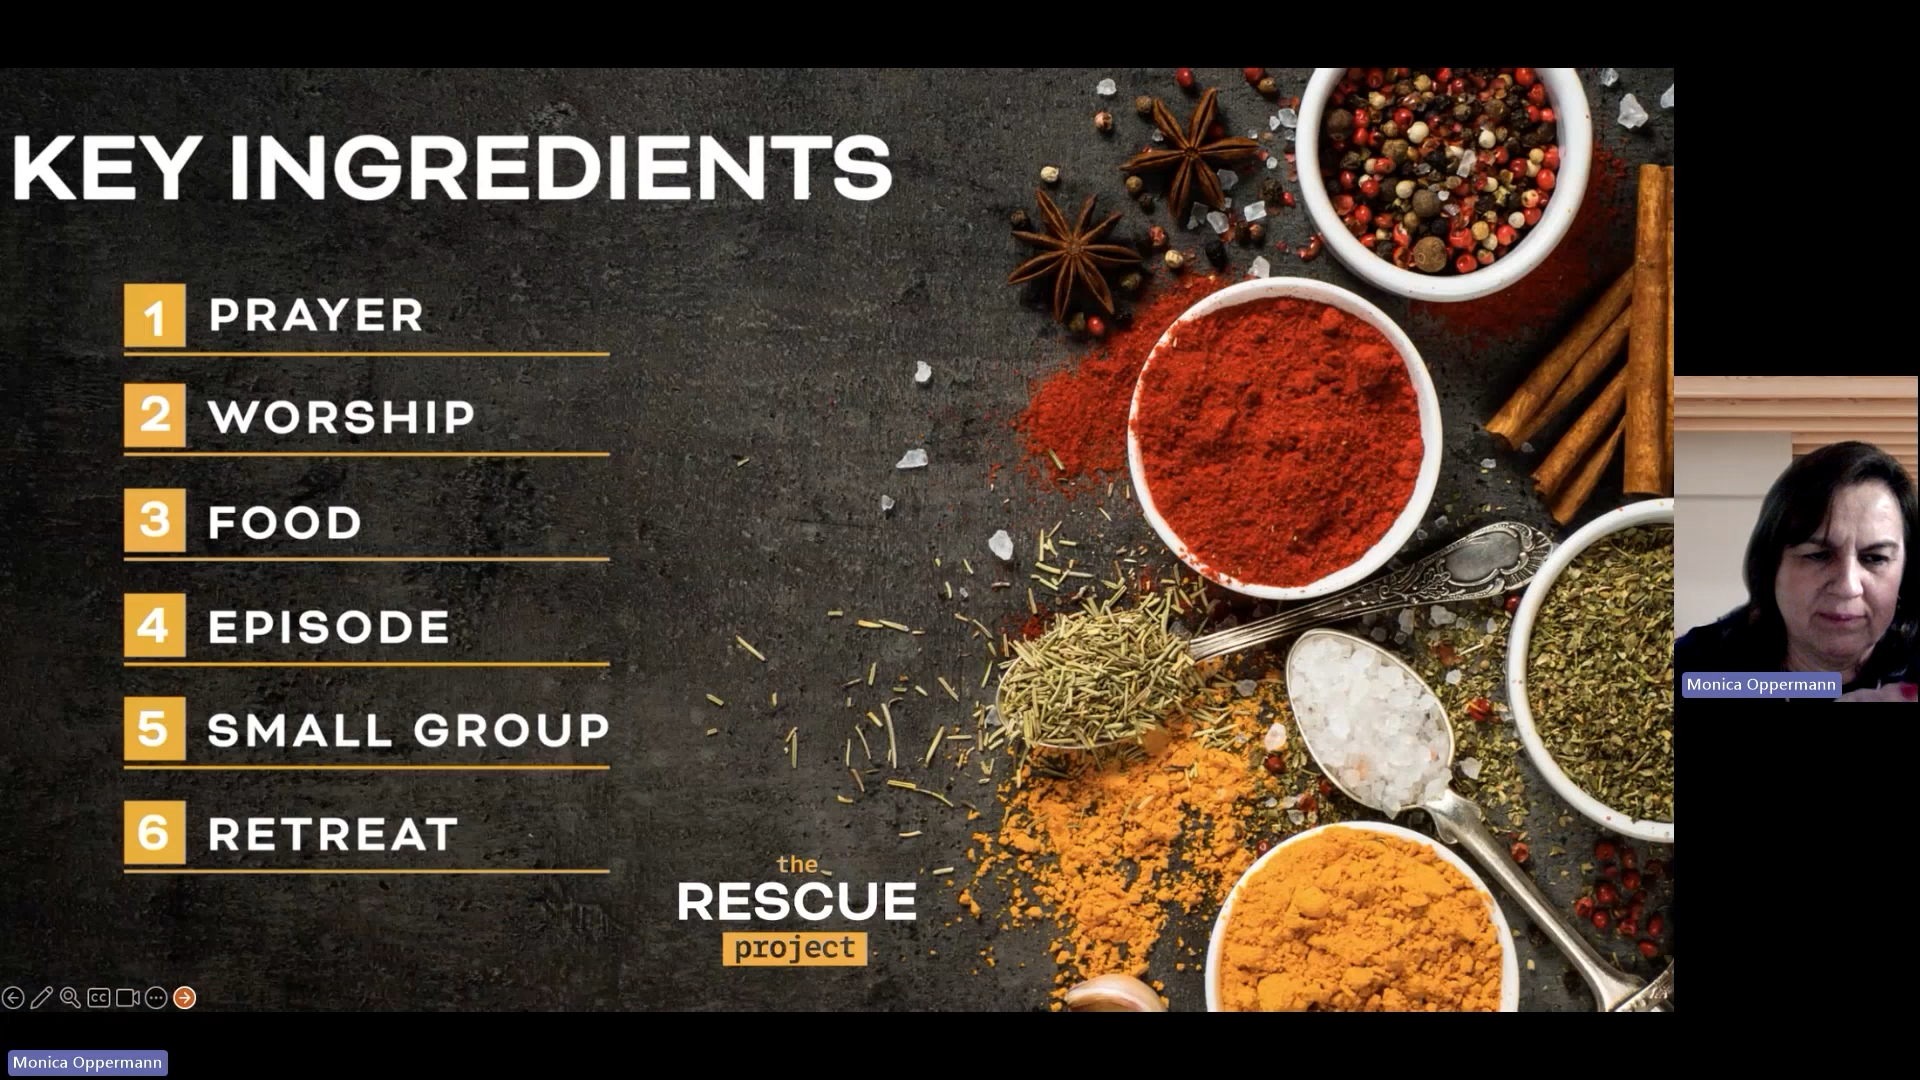 KEY INGREDIENTS
1 PRAYER
2 WORSHIP
3 FOOD
4 EPISODE
5 SMALL GROUP
6 RETREAT
the
RESCUE
project
CC
Monica Oppermann
Monica Oppermann